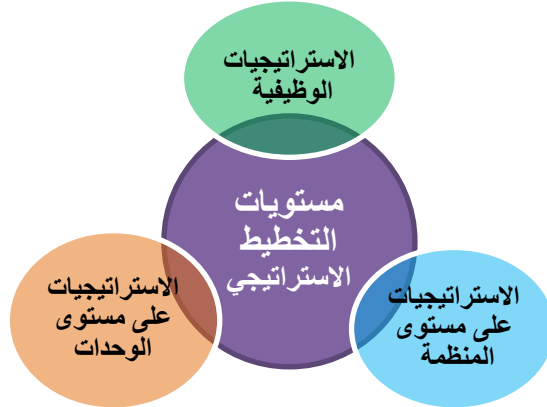 الاستراتيجيات
الوظيفية
مستويات
التخطيط
الاستراتيجي
الاستراتيجيات
على مستوى
المنظمة
الاستراتيجيات
على مستوى
الوحدات